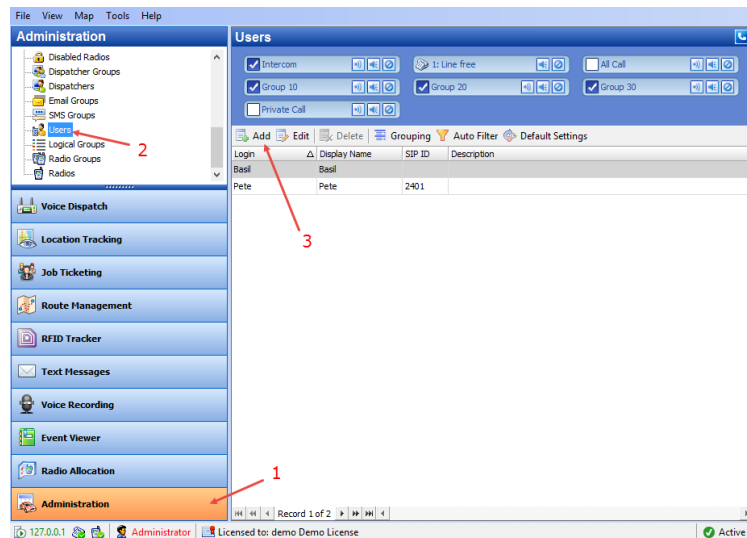 File View Map Tools Help
Administration
Users
Disabled Radios
Dispatcher Groups
Dispatchers
Email Groups
SMS Groups
Users
Logical Groups
Radio Groups
Radios
2
Intercom
1: Line free
All Call
Group 10
Group 20
Group 30
Private Call
Add Edit Delete Grouping Auto Filter Default Settings
Login Display Name SIP ID Description
Basil Basil
Pete Pete 2401
3
Voice Dispatch
Location Tracking
Job Ticketing
Route Management
RFID Tracker
Text Messages
Voice Recording
Event Viewer
Radio Allocation
Administration
1
Record 1 of 2
127.0.0.1 Administrator Licensed to: demo Demo License Active